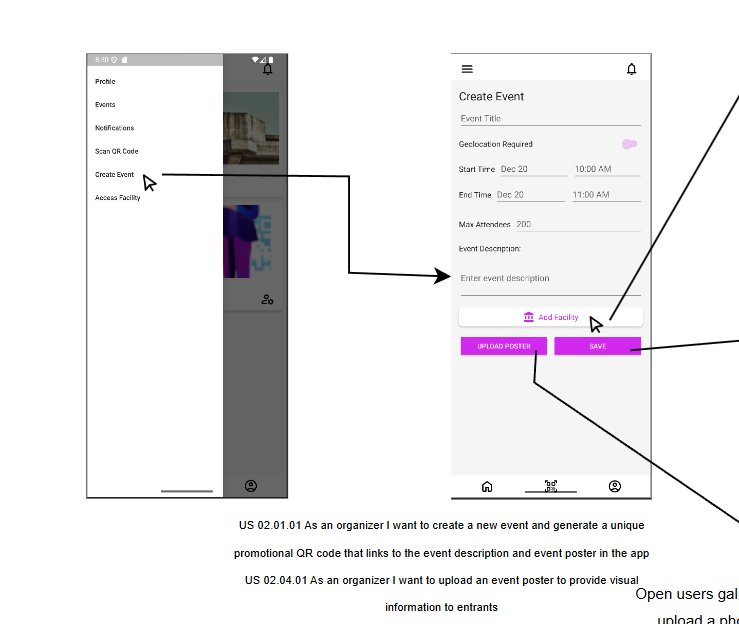 8:50
Profile
Events
Notifications
Scan QR Code
Create Event
Access Facility
Create Event
Event Title
Geolocation Required
Start Time Dec 20 10:00 AM
End Time Dec 20 11:00 AM
Max Attendees 200
Event Description:
Enter event description
Add Facility
UPLOAD POSTER SAVE
US 02.01.01 As an organizer I want to create a new event and generate a unique
promotional QR code that links to the event description and event poster in the app
US 02.04.01 As an organizer I want to upload an event poster to provide visual
information to entrants
Open users gal
upload a pho